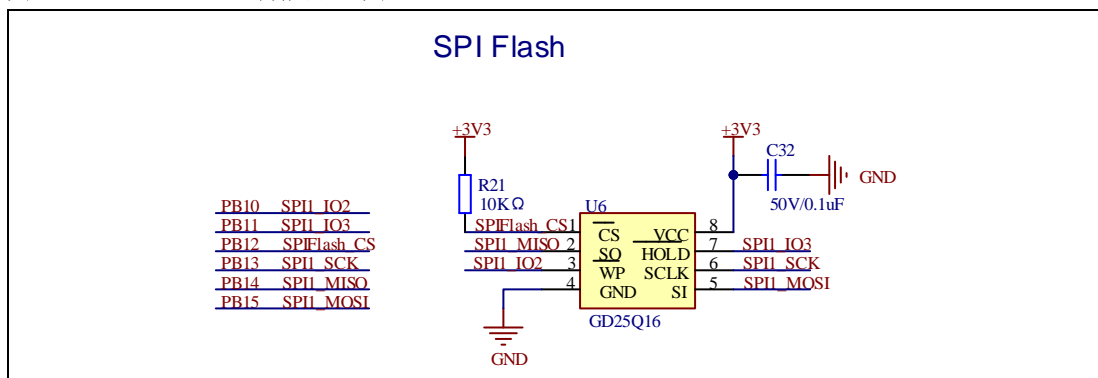 SPI Flash
+3V3
+3V3
C32
GND
50V/0.1uF
R21
10KΩ
U6
PB10 SPI1_IO2
PB11 SPI1_IO3
PB12 SPIFlash_CS
PB13 SPI1_SCK
PB14 SPI1_MISO
PB15 SPI1_MOSI
SPIFlash_CS 1 CS VCC 8
SPI1_MISO 2 SO HOLD 7 SPI1_IO3
SPI1_IO2 3 WP SCLK 6 SPI1_SCK
4 GND SI 5 SPI1_MOSI
GD25Q16
GND